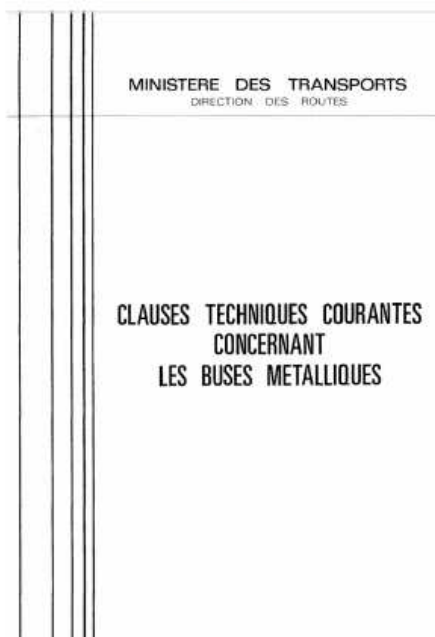 MINISTERE DES TRANSPORTS
DIRECTION DES ROUTES
CLAUSES TECHNIQUES COURANTES
CONCERNANT
LES BUSES METALLIQUES